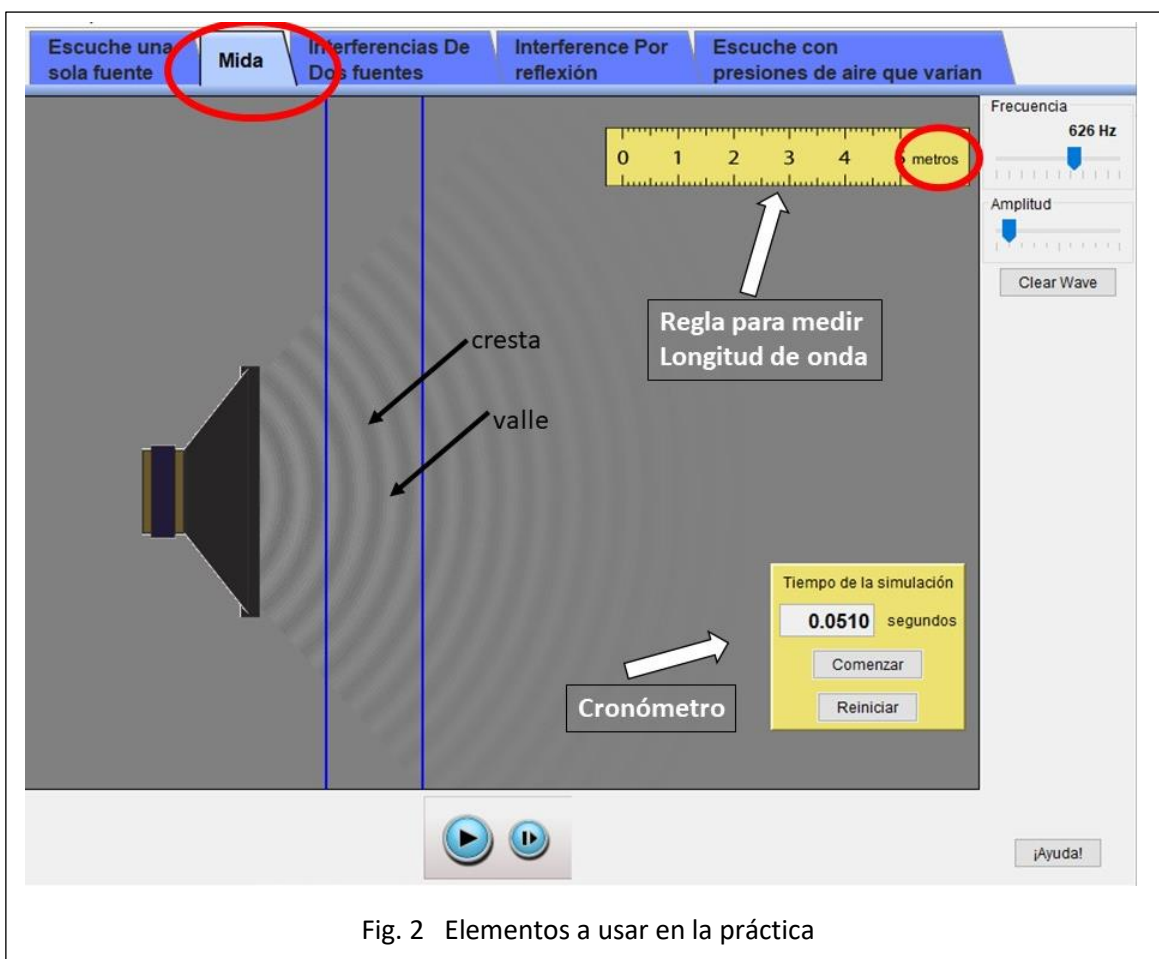 Escuche una
sola fuente
Mida
Interferencias De
Dos fuentes
Interference Por
reflexión
Escuche con
presiones de aire que varían
Frecuencia
626 Hz
0 1 2 3 4 5 metros
Amplitud
Clear Wave
Regla para medir
Longitud de onda
cresta
valle
Tiempo de la simulación
0.0510 segundos
Comenzar
Reiniciar
Cronómetro
¡Ayuda!
Fig. 2 Elementos a usar en la práctica